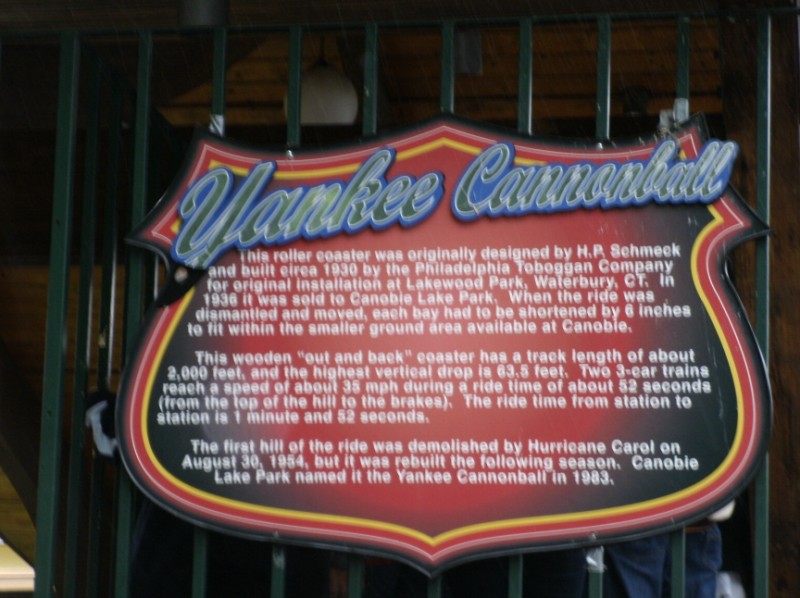 Yankee Cannonball
This roller coaster was originally designed by H.P. Schmeck
and built circa 1930 by the Philadelphia Toboggan Company
for original installation at Lakewood Park, Waterbury, CT. In
1936 it was sold to Canobie Lake Park. When the ride was
dismantled and moved, each bay had to be shortened by 6 inches
to fit within the smaller ground area available at Canobie.
This wooden "out and back" coaster has a track length of about
2,000 feet, and the highest vertical drop is 63.5 feet. Two 3-car trains
reach a speed of about 35 mph during a ride time of about 52 seconds
(from the top of the hill to the brakes). The ride time from station to
station is 1 minute and 52 seconds.
The first hill of the ride was demolished by Hurricane Carol on
August 30, 1954, but it was rebuilt the following season. Canobie
Lake Park named it the Yankee Cannonball in 1983.